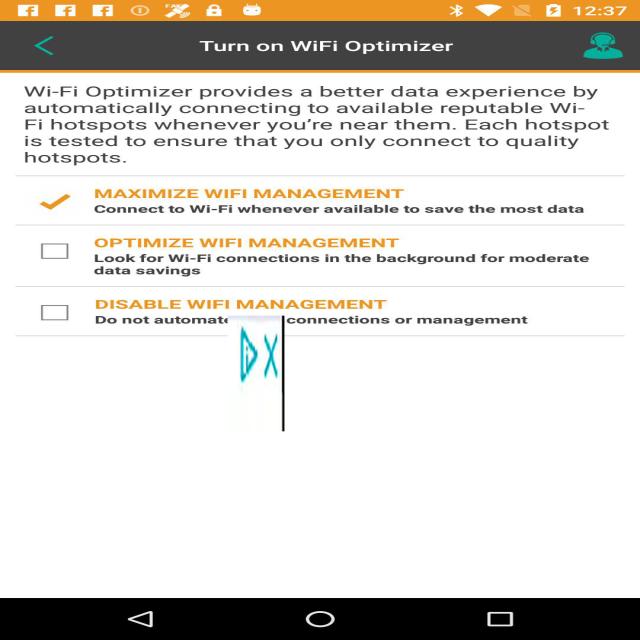 12:37
Turn on WiFi Optimizer
Wi-Fi Optimizer provides a better data experience by
automatically connecting to available reputable Wi-
Fi hotspots whenever you're near them. Each hotspot
is tested to ensure that you only connect to quality
hotspots.
MAXIMIZE WIFI MANAGEMENT
Connect to Wi-Fi whenever available to save the most data
OPTIMIZE WIFI MANAGEMENT
Look for Wi-Fi connections in the background for moderate
data savings
DISABLE WIFI MANAGEMENT
Do not automate connections or management